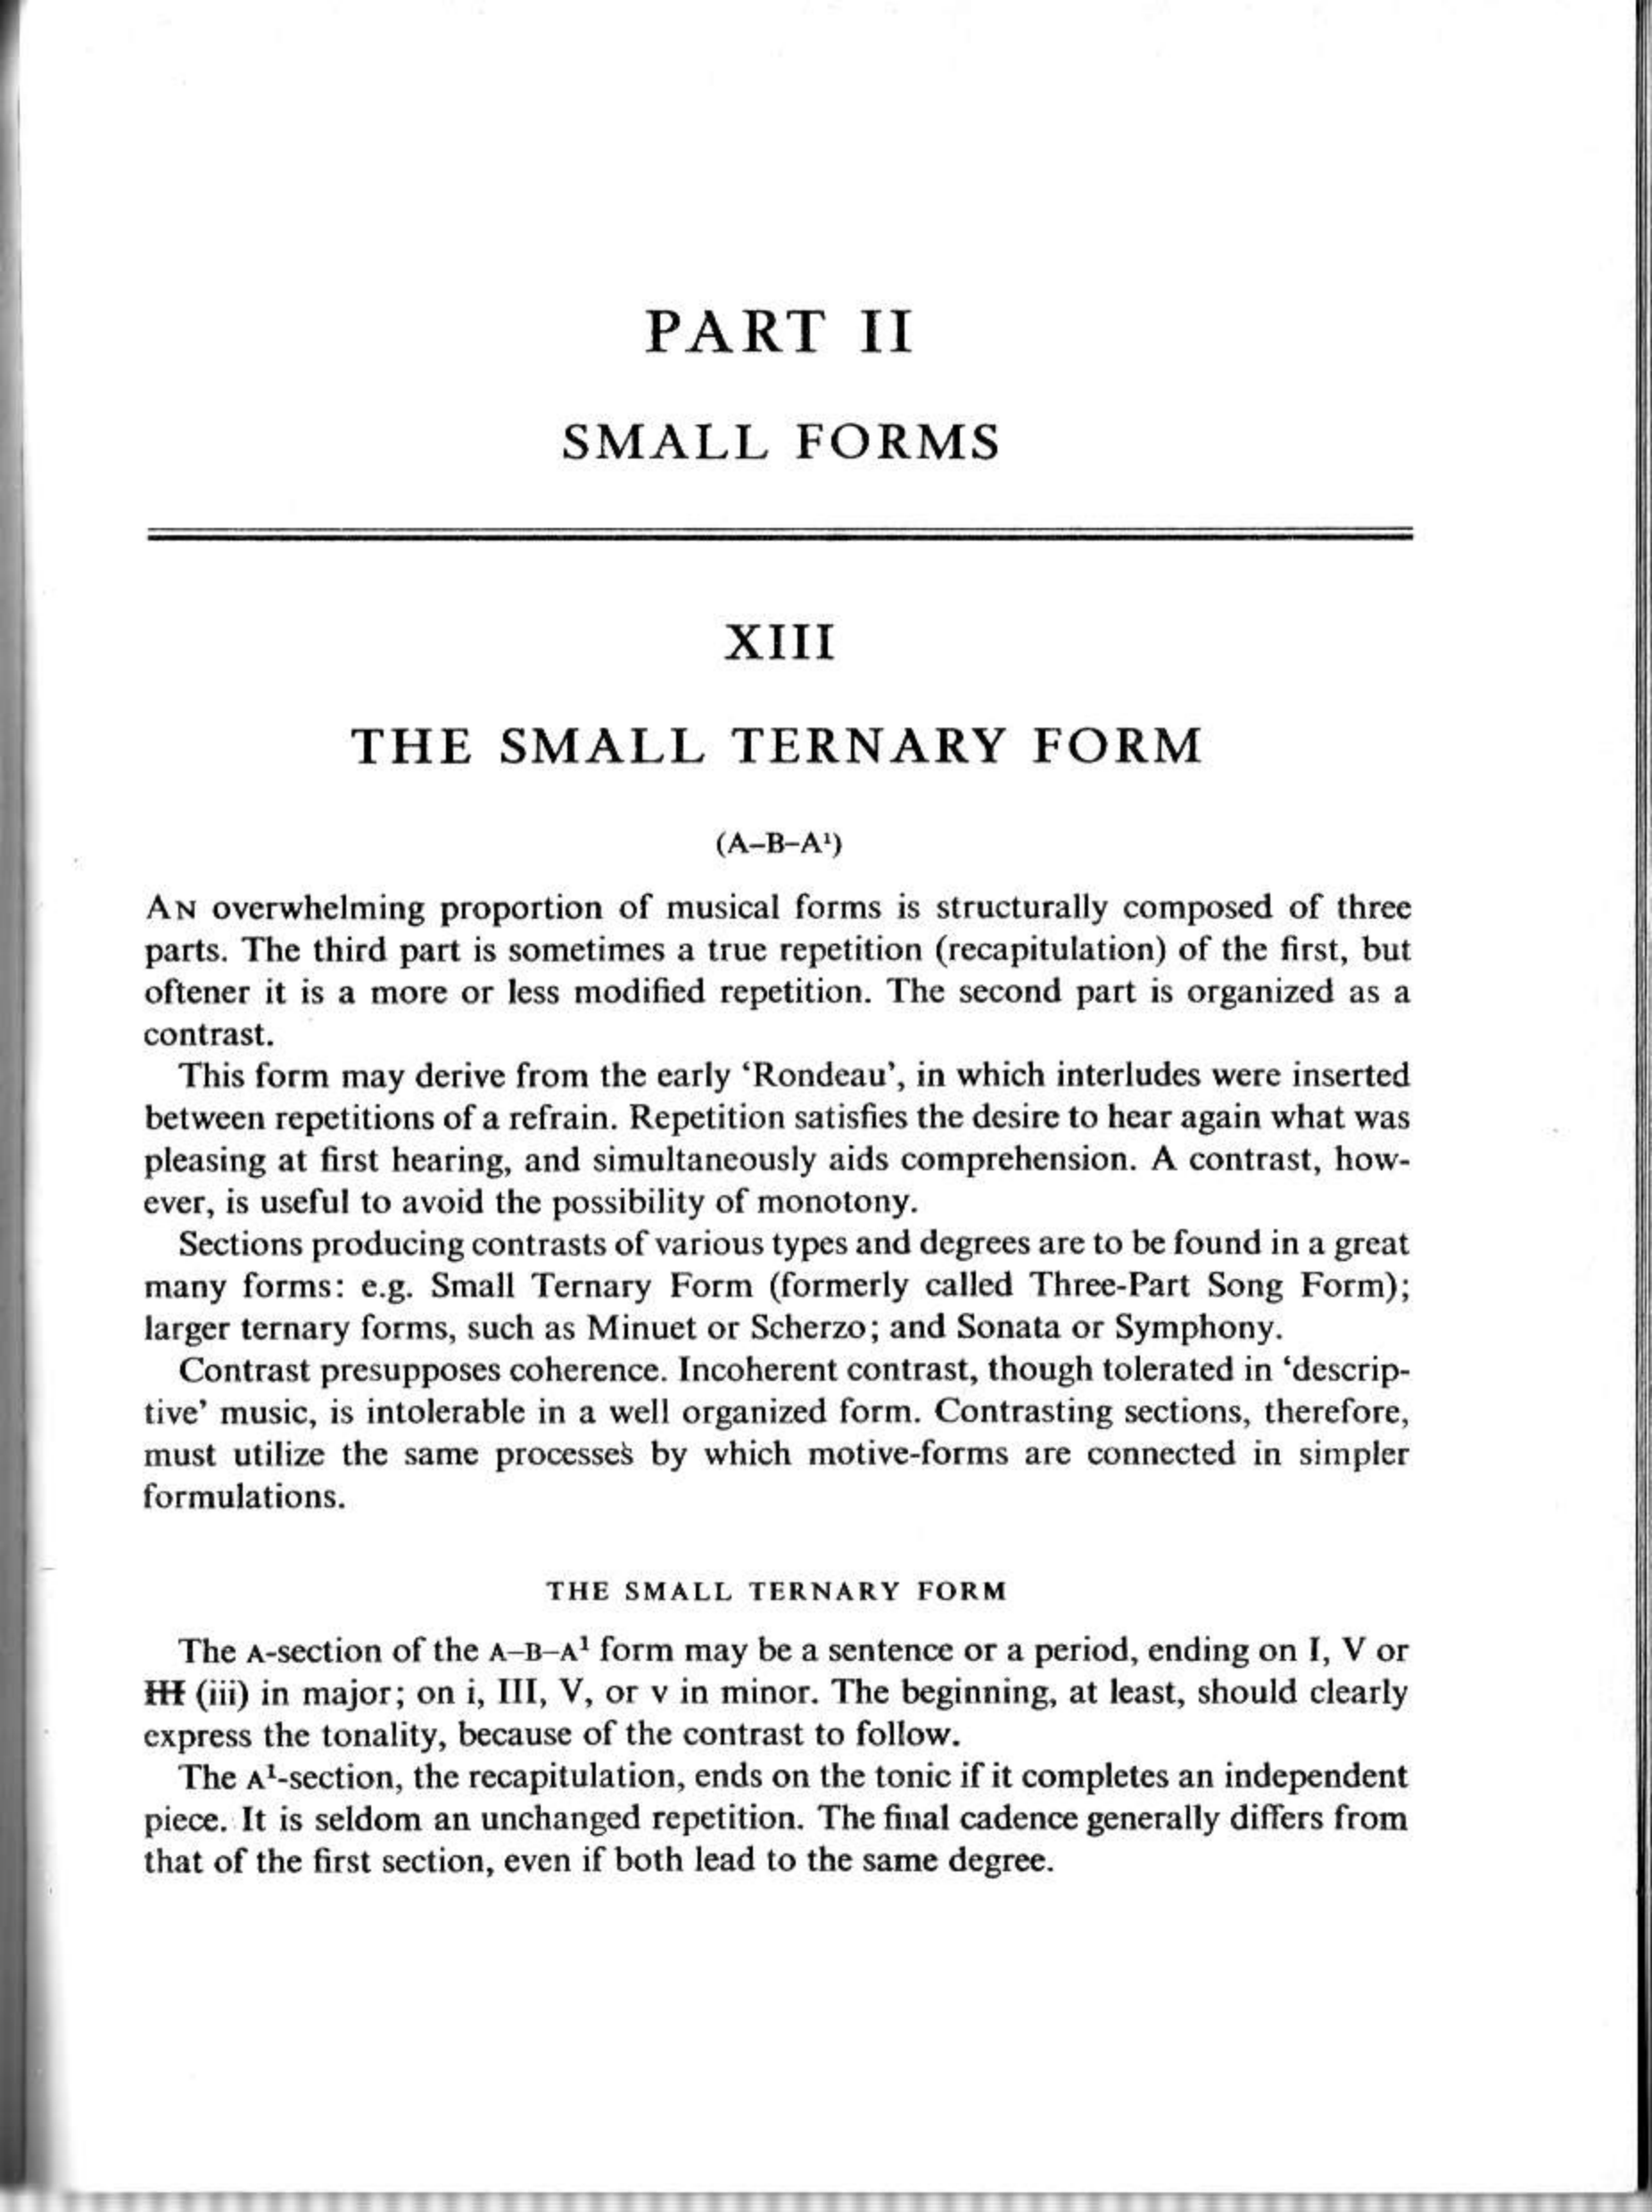 PART II
SMALL FORMS
XIII
THE SMALL TERNARY FORM
(A–B–A¹)
AN overwhelming proportion of musical forms is structurally composed of three
parts. The third part is sometimes a true repetition (recapitulation) of the first, but
oftener it is a more or less modified repetition. The second part is organized as a
contrast.
This form may derive from the early ‘Rondeau’, in which interludes were inserted
between repetitions of a refrain. Repetition satisfies the desire to hear again what was
pleasing at first hearing, and simultaneously aids comprehension. A contrast, how-
ever, is useful to avoid the possibility of monotony.
Sections producing contrasts of various types and degrees are to be found in a great
many forms: e.g. Small Ternary Form (formerly called Three-Part Song Form);
larger ternary forms, such as Minuet or Scherzo; and Sonata or Symphony.
Contrast presupposes coherence. Incoherent contrast, though tolerated in ‘descrip-
tive’ music, is intolerable in a well organized form. Contrasting sections, therefore,
must utilize the same processes by which motive-forms are connected in simpler
formulations.
THE SMALL TERNARY FORM
The A-section of the A–B–A¹ form may be a sentence or a period, ending on I, V or
I̶I̶I̶ (iii) in major; on i, III, V, or v in minor. The beginning, at least, should clearly
express the tonality, because of the contrast to follow.
The A¹-section, the recapitulation, ends on the tonic if it completes an independent
piece. It is seldom an unchanged repetition. The final cadence generally differs from
that of the first section, even if both lead to the same degree.